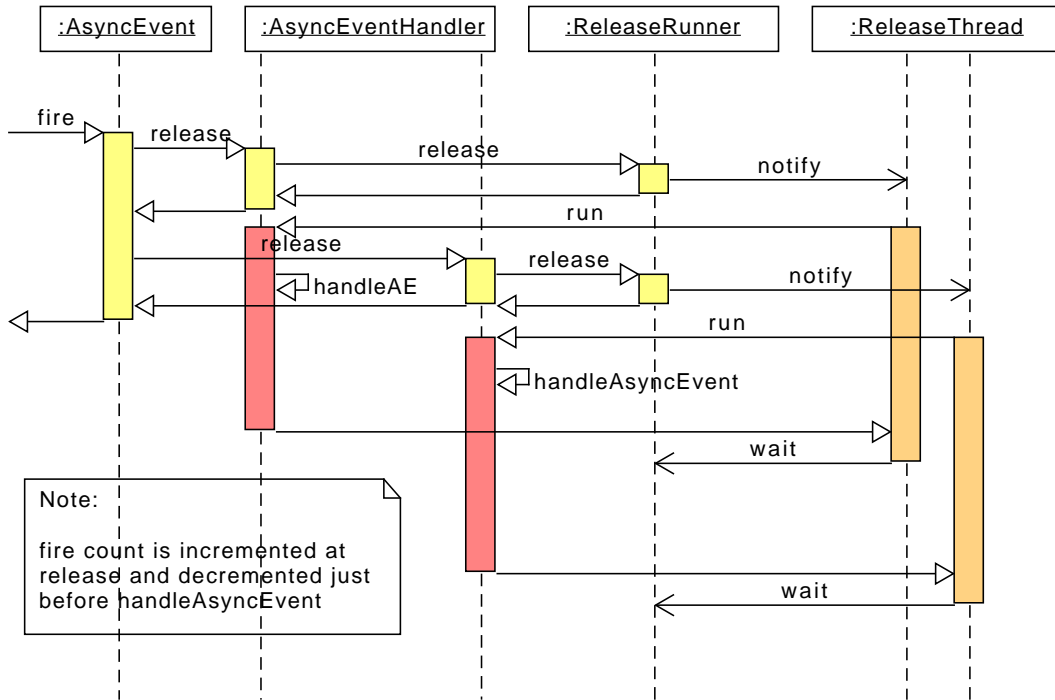 :AsyncEvent
:AsyncEventHandler
:ReleaseRunner
:ReleaseThread
fire
release
release
notify
run
release
release
handleAE
notify
run
handleAsyncEvent
wait
Note:
fire count is incremented at
release and decremented just
before handleAsyncEvent
wait